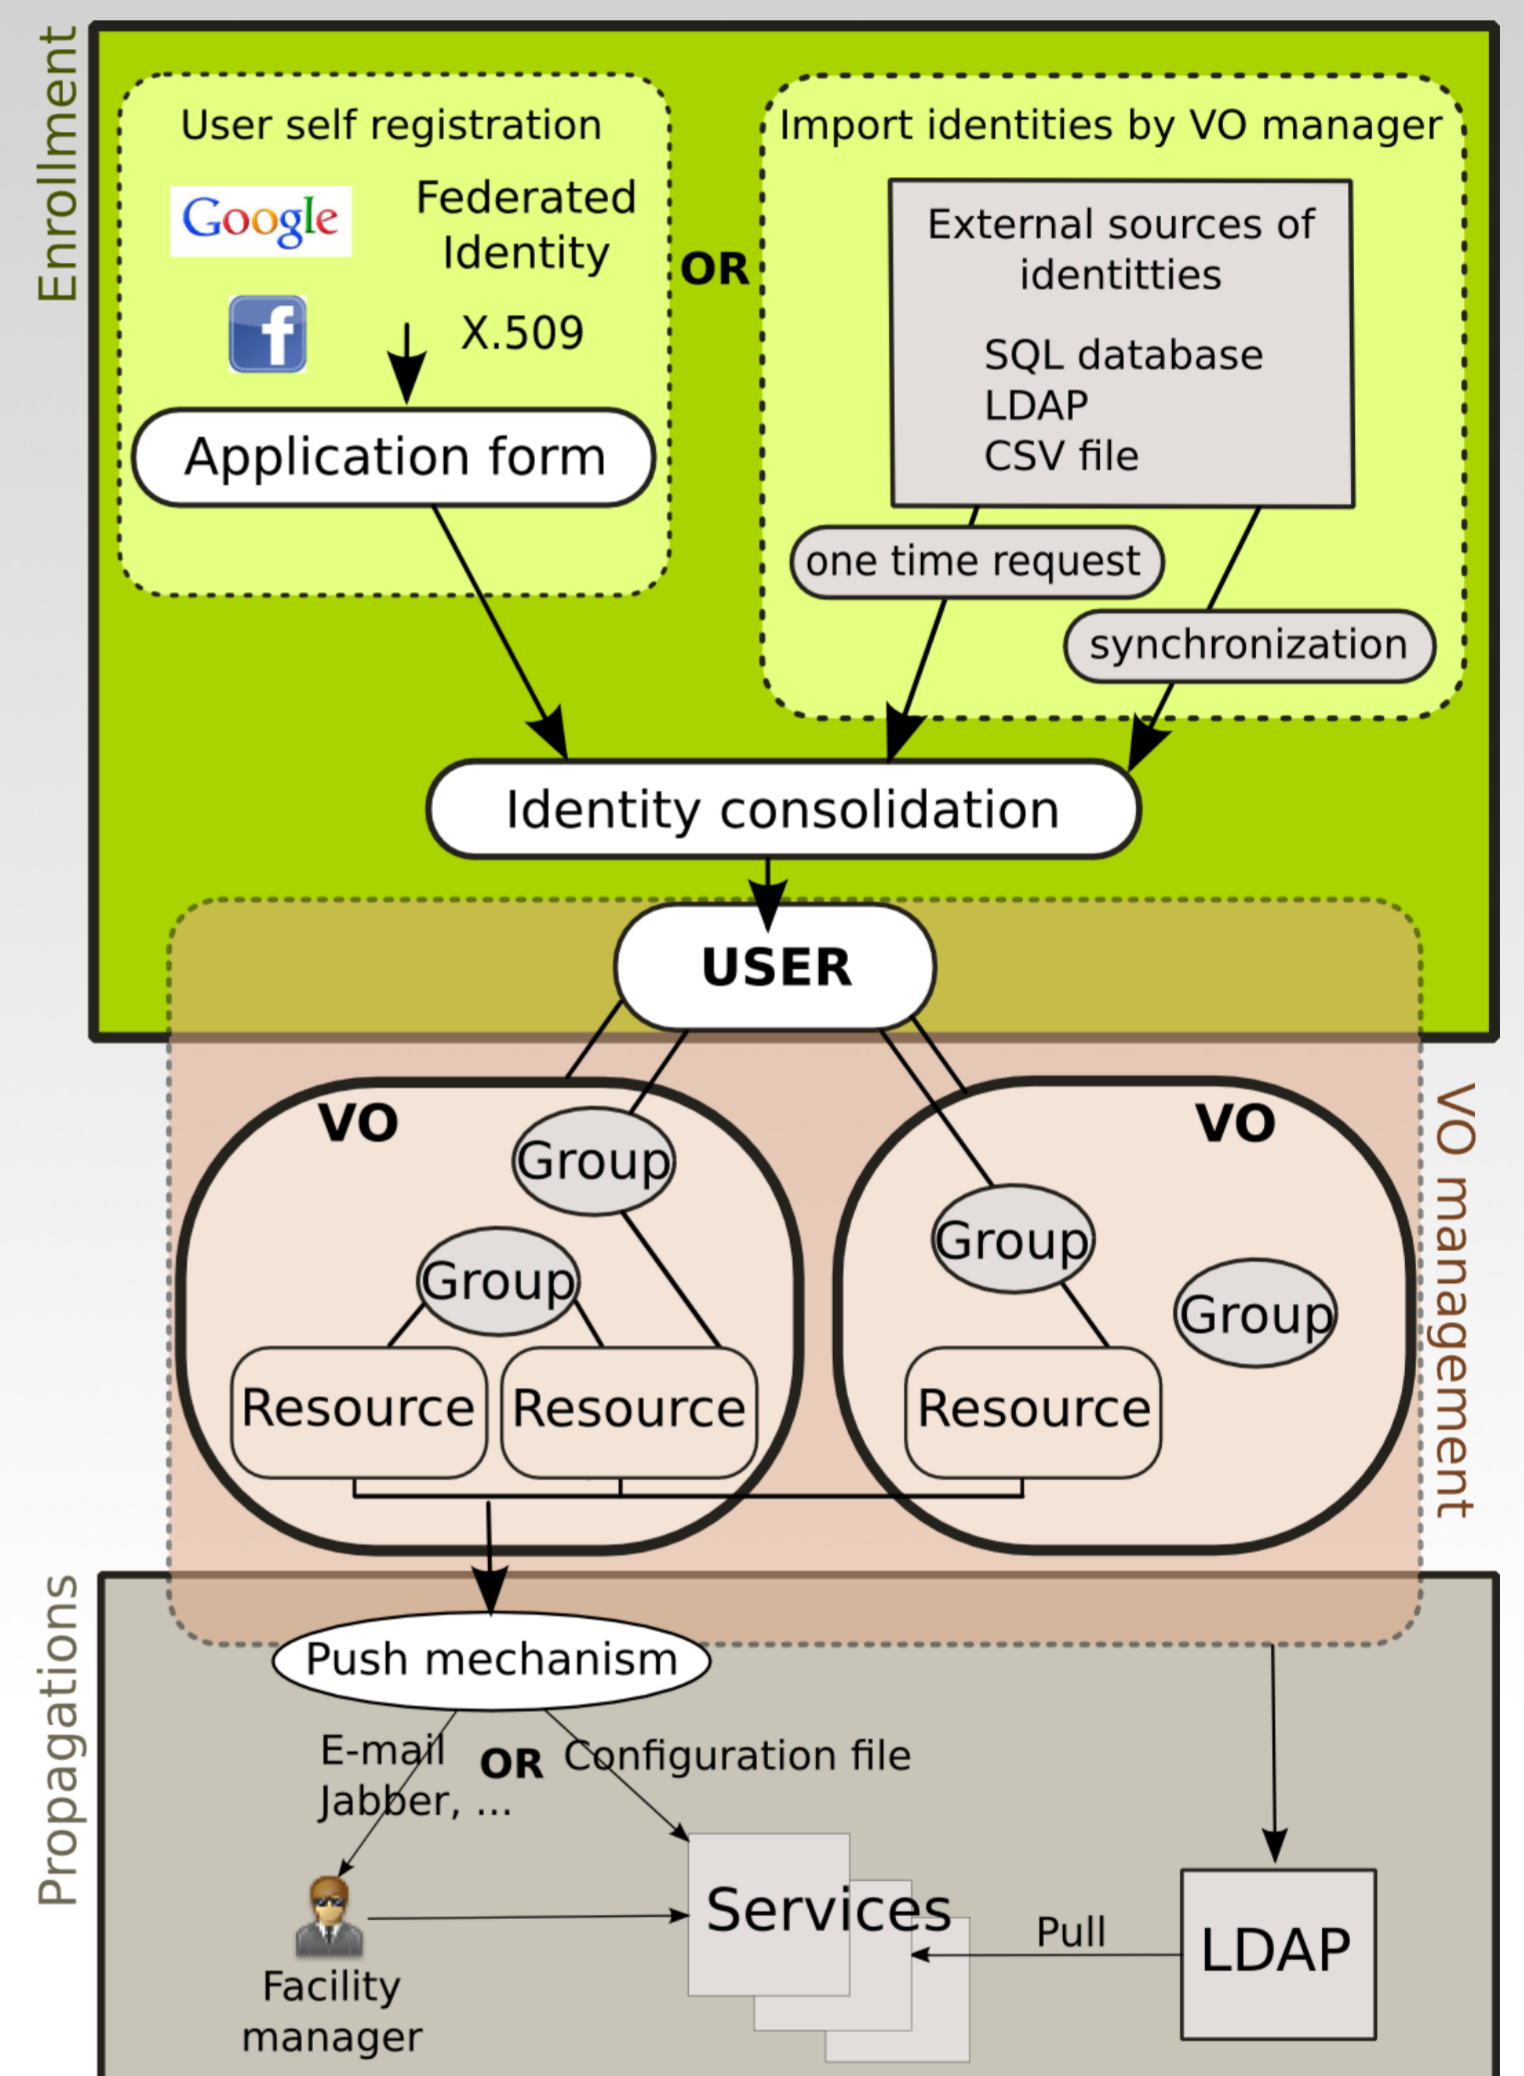 Enrollment
User self registration
Google
Federated
Identity
f
X.509
Application form
OR
Import identities by VO manager
External sources of
identitties
SQL database
LDAP
CSV file
one time request
synchronization
Identity consolidation
USER
VO management
VO
Group
Group
Resource
Resource
VO
Group
Group
Resource
Propagations
Push mechanism
E-mail
Jabber, ...
OR
Configuration file
Facility
manager
Services
Pull
LDAP